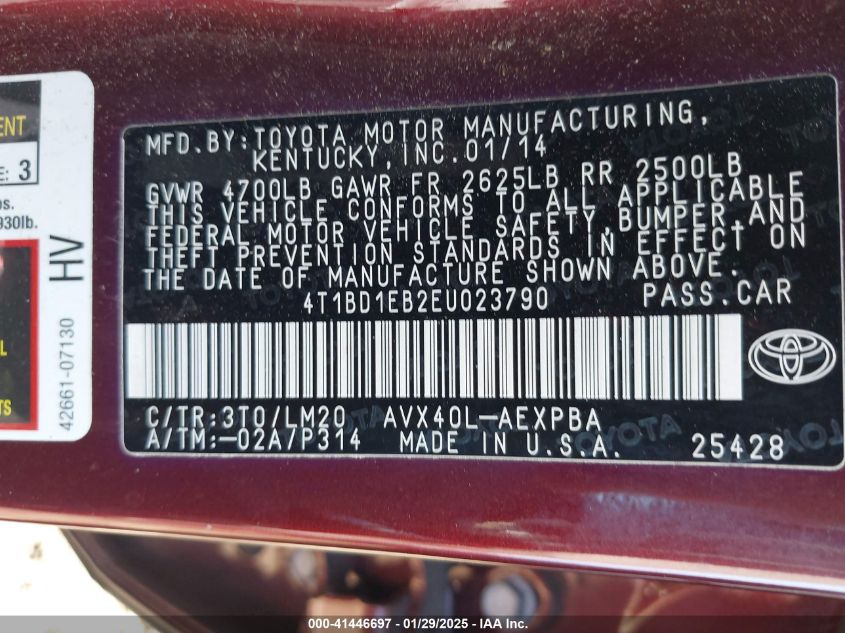 MFD. BY: TOYOTA MOTOR MANUFACTURING,
KENTUCKY, INC. 01/14
GVWR 4700LB GAWR FR 2625LB RR 2500LB
THIS VEHICLE CONFORMS TO ALL APPLICABLE
FEDERAL MOTOR VEHICLE SAFETY, BUMPER, AND
THEFT PREVENTION STANDARDS IN EFFECT ON
THE DATE OF MANUFACTURE SHOWN ABOVE.
4T1BD1EB2EU023790 PASS.CAR
C/TR:3T0/LM20 AVX40L-AEXPBA
A/TM:-02A/P314 MADE IN U.S.A. 25428
3
930lb.
HV
42661-07130
000-41446697 - 01/29/2025 - IAA, Inc.